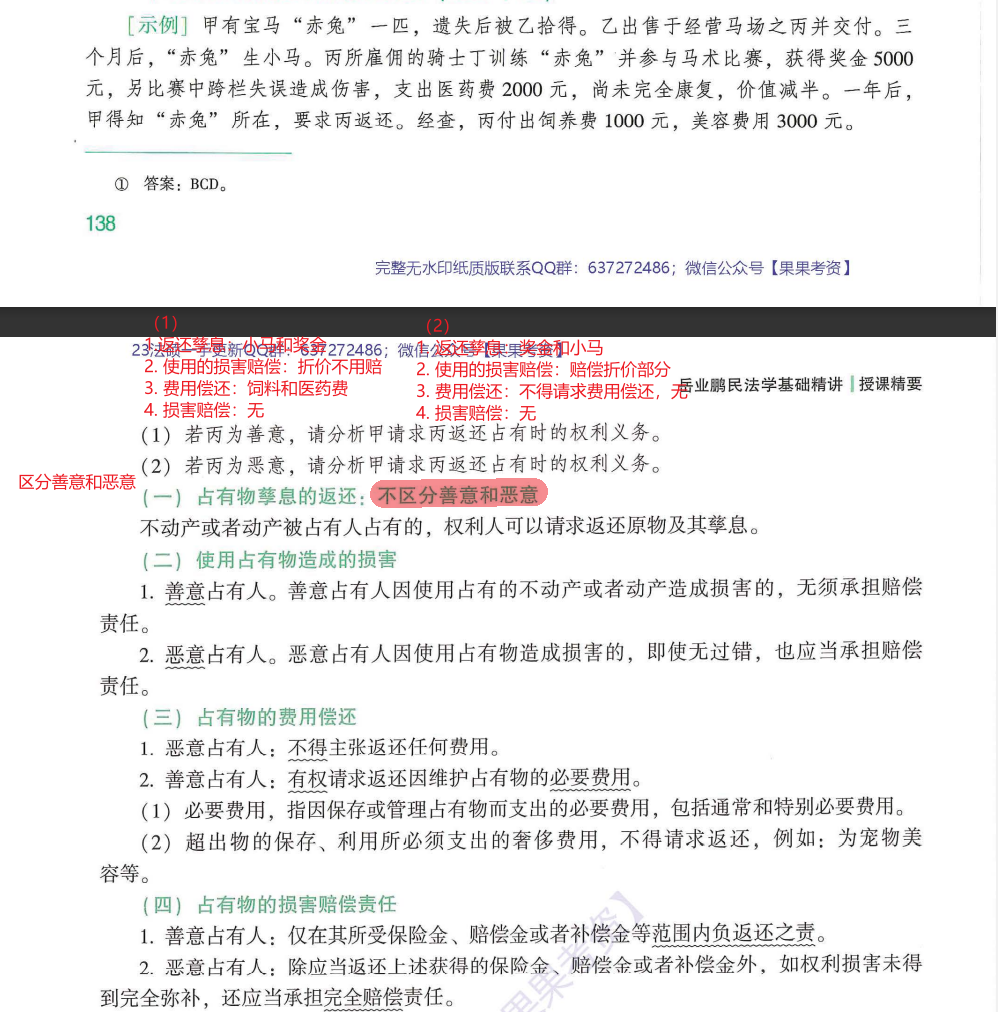 [示例] 甲有宝马“赤兔”一匹，遗失后被乙拾得。乙出售于经营马场之丙并交付。三
个月后，“赤兔”生小马。丙所雇佣的骑士丁训练“赤兔”并参与马术比赛，获得奖金 5000
元，另比赛中跨栏失误造成伤害，支出医药费 2000 元，尚未完全康复，价值减半。一年后，
甲得知“赤兔”所在，要求丙返还。经查，丙付出饲养费 1000 元，美容费用 3000 元。
① 答案：BCD。
138
完整无水印纸质版联系QQ群：637272486；微信公众号【果果考资】
（1）
（2）
23法硕一手更新QQ群：637272486；微信公众号【果果考资】
1.返还孳息：小马和奖金
2. 使用的损害赔偿：折价不用赔
3. 费用偿还：饲料和医药费
4. 损害赔偿：无
1. 返还孳息：奖金和小马
2. 使用的损害赔偿：赔偿折价部分
3. 费用偿还：不得请求费用偿还，无
4. 损害赔偿：无
岳业鹏民法学基础精讲 | 授课精要
（1）若丙为善意，请分析甲请求丙返还占有时的权利义务。
（2）若丙为恶意，请分析甲请求丙返还占有时的权利义务。
区分善意和恶意
（一）占有物孳息的返还：不区分善意和恶意
不动产或者动产被占有人占有的，权利人可以请求返还原物及其孳息。
（二）使用占有物造成的损害
1. 善意占有人。善意占有人因使用占有的不动产或者动产造成损害的，无须承担赔偿
责任。
2. 恶意占有人。恶意占有人因使用占有物造成损害的，即使无过错，也应当承担赔偿
责任。
（三）占有物的费用偿还
1. 恶意占有人：不得主张返还任何费用。
2. 善意占有人：有权请求返还因维护占有物的必要费用。
（1）必要费用，指因保存或管理占有物而支出的必要费用，包括通常和特别必要费用。
（2）超出物的保存、利用所必须支出的奢侈费用，不得请求返还，例如：为宠物美
容等。
（四）占有物的损害赔偿责任
1. 善意占有人：仅在其所受保险金、赔偿金或者补偿金等范围内负返还之责。
2. 恶意占有人：除应当返还上述获得的保险金、赔偿金或者补偿金外，如权利损害未得
到完全弥补，还应当承担完全赔偿责任。
果果考资】